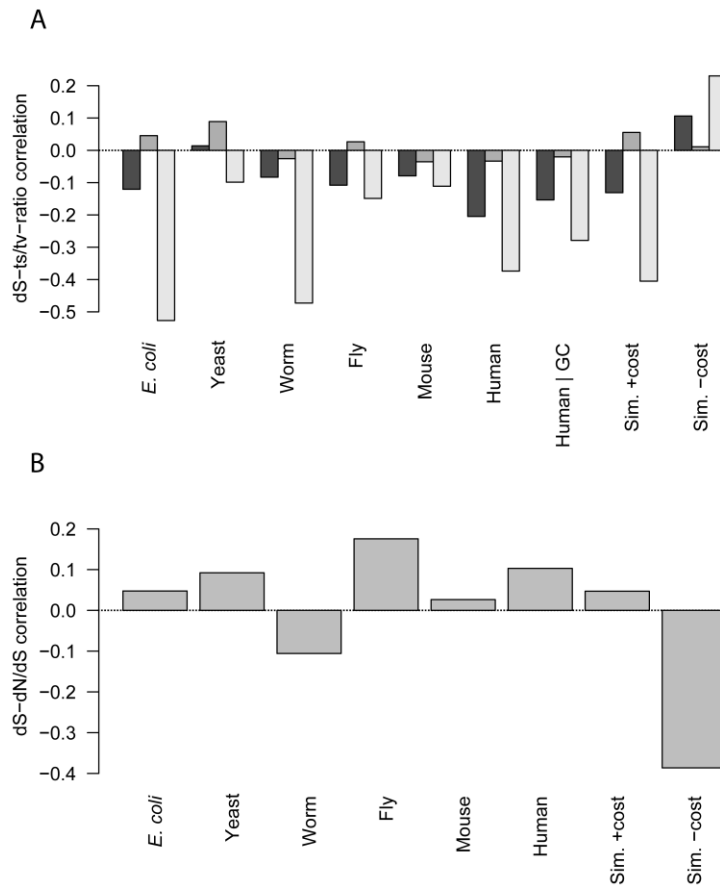 A
dS−ts/tv−ratio correlation
0.2
0.1
0.0
−0.1
−0.2
−0.3
−0.4
−0.5
E. coli
Yeast
Worm
Fly
Mouse
Human
Human | GC
Sim. +cost
Sim. −cost
B
dS−dN/dS correlation
0.2
0.1
0.0
−0.1
−0.2
−0.3
−0.4
E. coli
Yeast
Worm
Fly
Mouse
Human
Sim. +cost
Sim. −cost